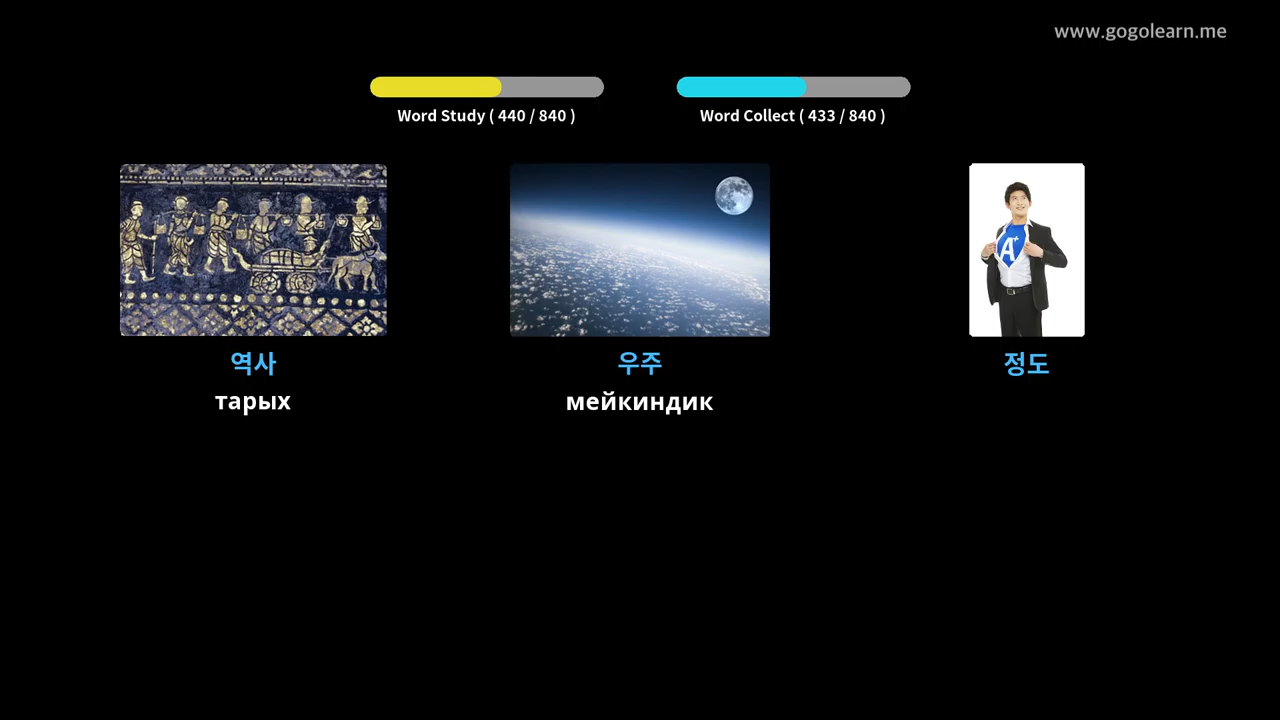 www.gogolearn.me
Word Study ( 440 / 840 )
Word Collect ( 433 / 840 )
A+
역사
우주
정도
тарых
мейкиндик